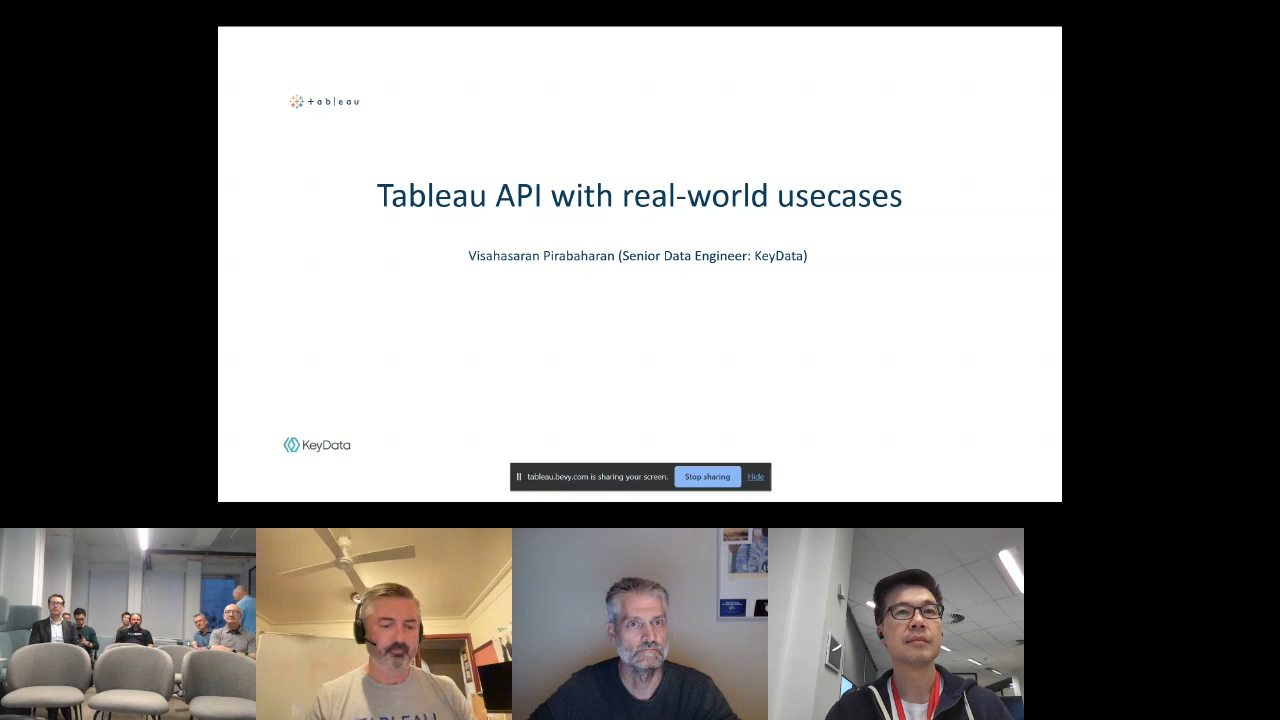 + a b | e a u
Tableau API with real-world usecases
Visahasaran Pirabaharan (Senior Data Engineer: KeyData)
KeyData
tableau.bevy.com is sharing your screen. Stop sharing Hide
TABLEAU